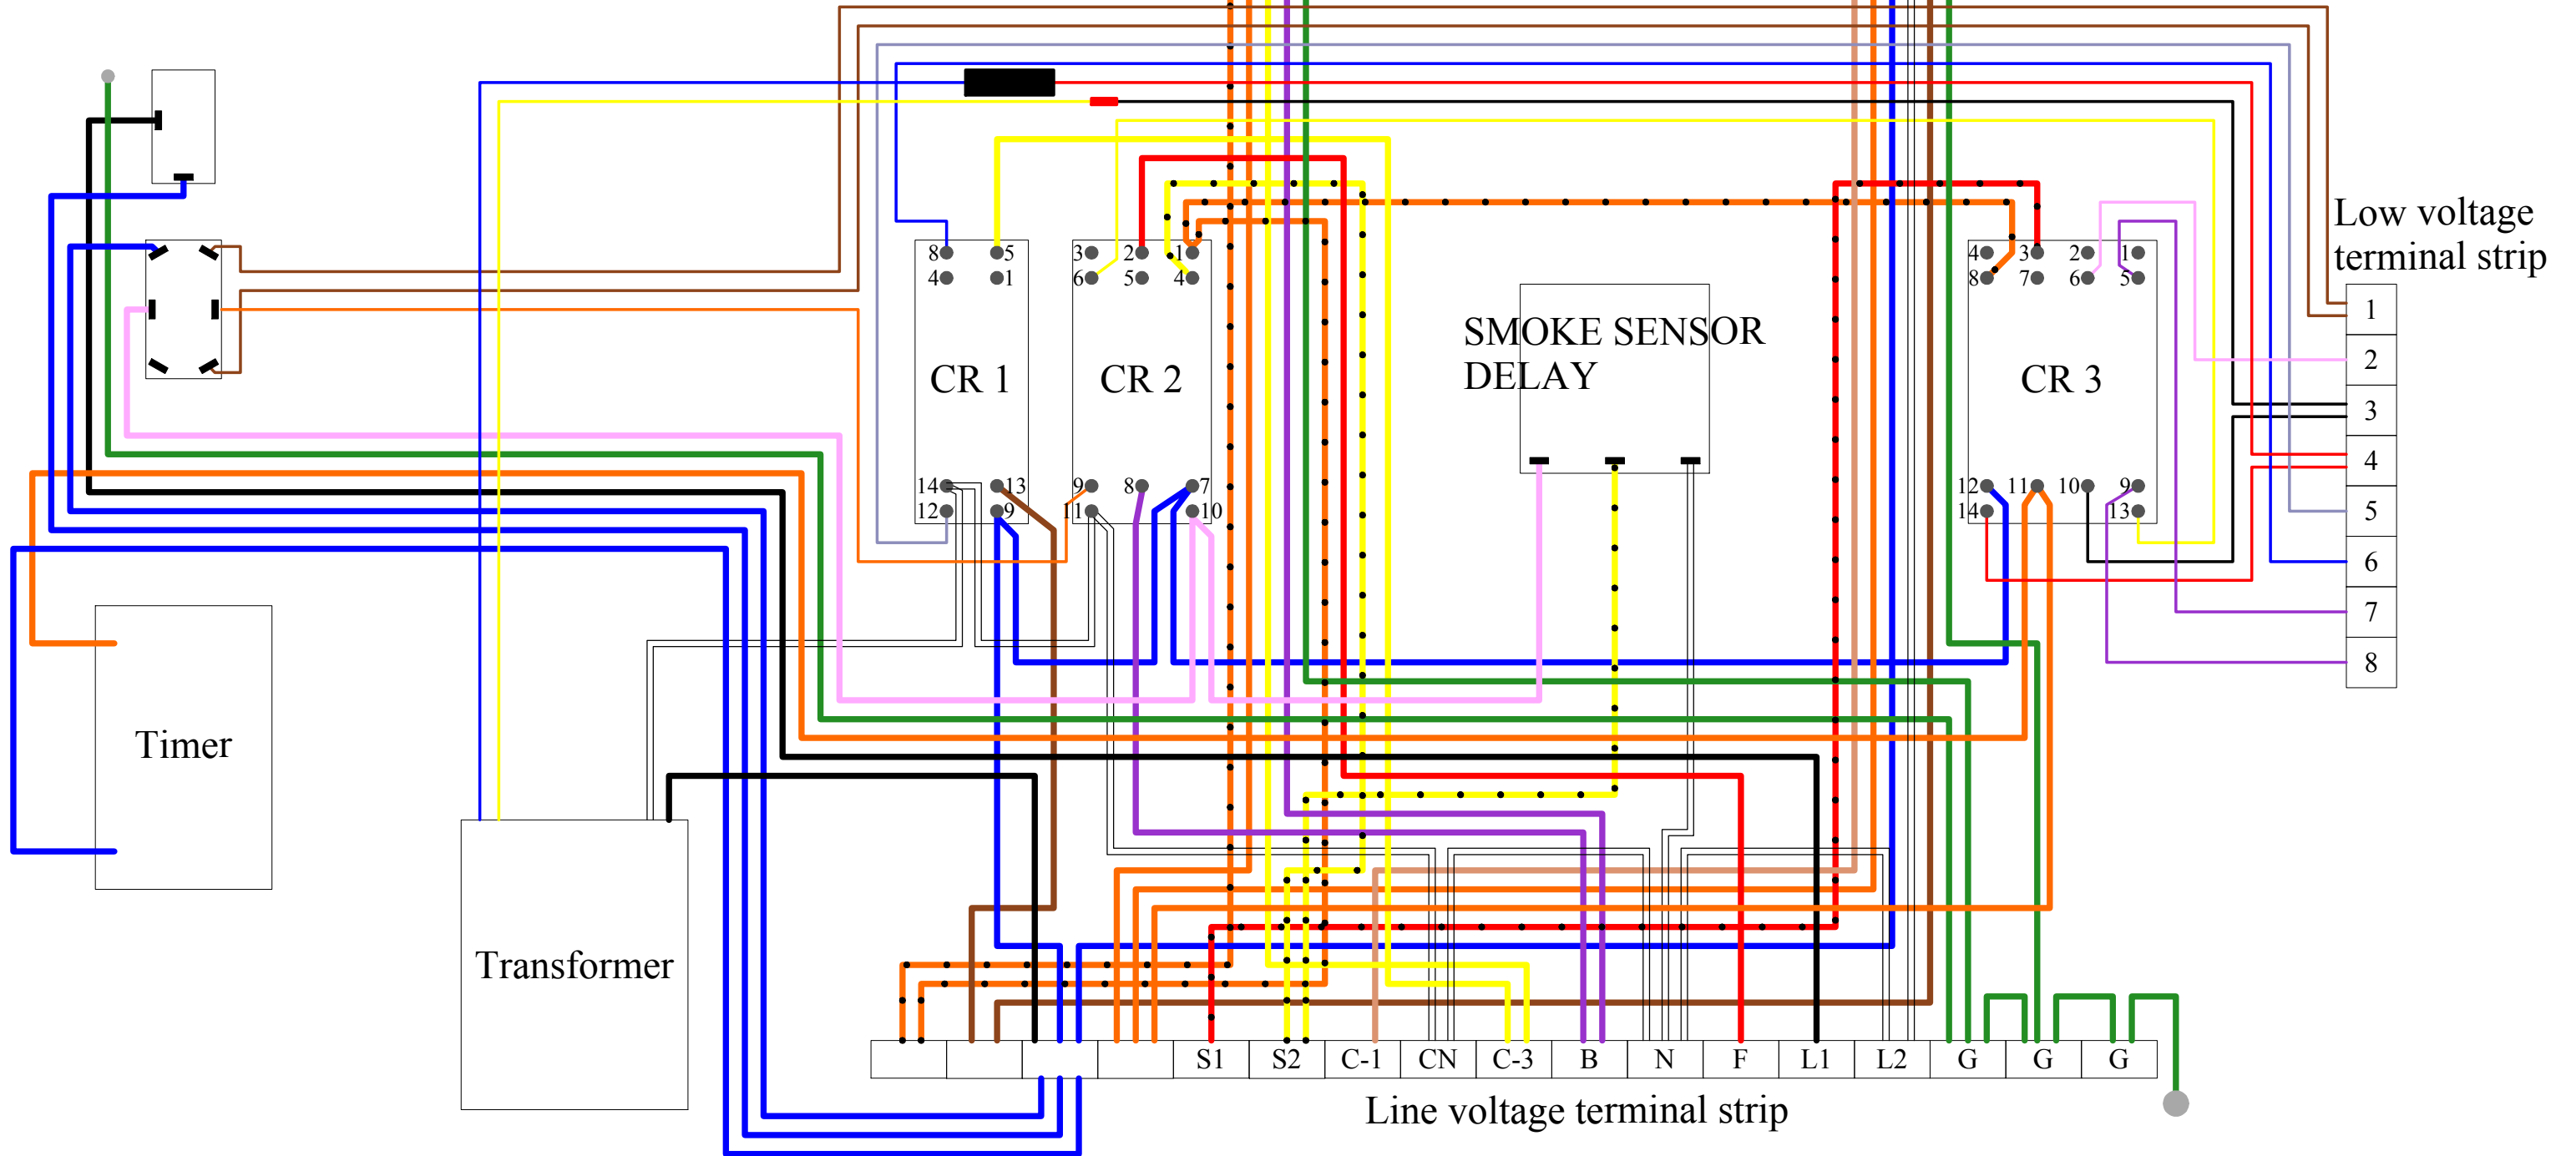 Low voltage
terminal strip
8 5
4 1
3 2 1
6 5 4
4 3 2 1
8 7 6 5
1
2
3
4
5
6
7
8
SMOKE SENSOR
DELAY
CR 1
CR 2
CR 3
14 13
12 9
9 8 7
11 10
12 11 10 9
14 13
Timer
Transformer
S1 S2 C-1 CN C-3 B N F L1 L2 G G G
Line voltage terminal strip